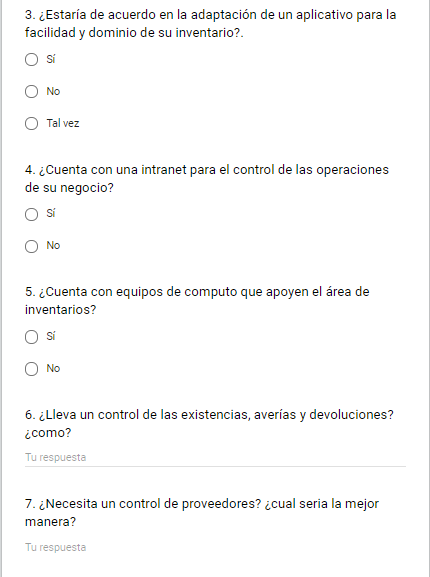 3. ¿Estaría de acuerdo en la adaptación de un aplicativo para la
facilidad y dominio de su inventario?.
Sí
No
Tal vez
4. ¿Cuenta con una intranet para el control de las operaciones
de su negocio?
Sí
No
5. ¿Cuenta con equipos de computo que apoyen el área de
inventarios?
Sí
No
6. ¿Lleva un control de las existencias, averías y devoluciones?
¿como?
Tu respuesta
7. ¿Necesita un control de proveedores? ¿cual seria la mejor
manera?
Tu respuesta